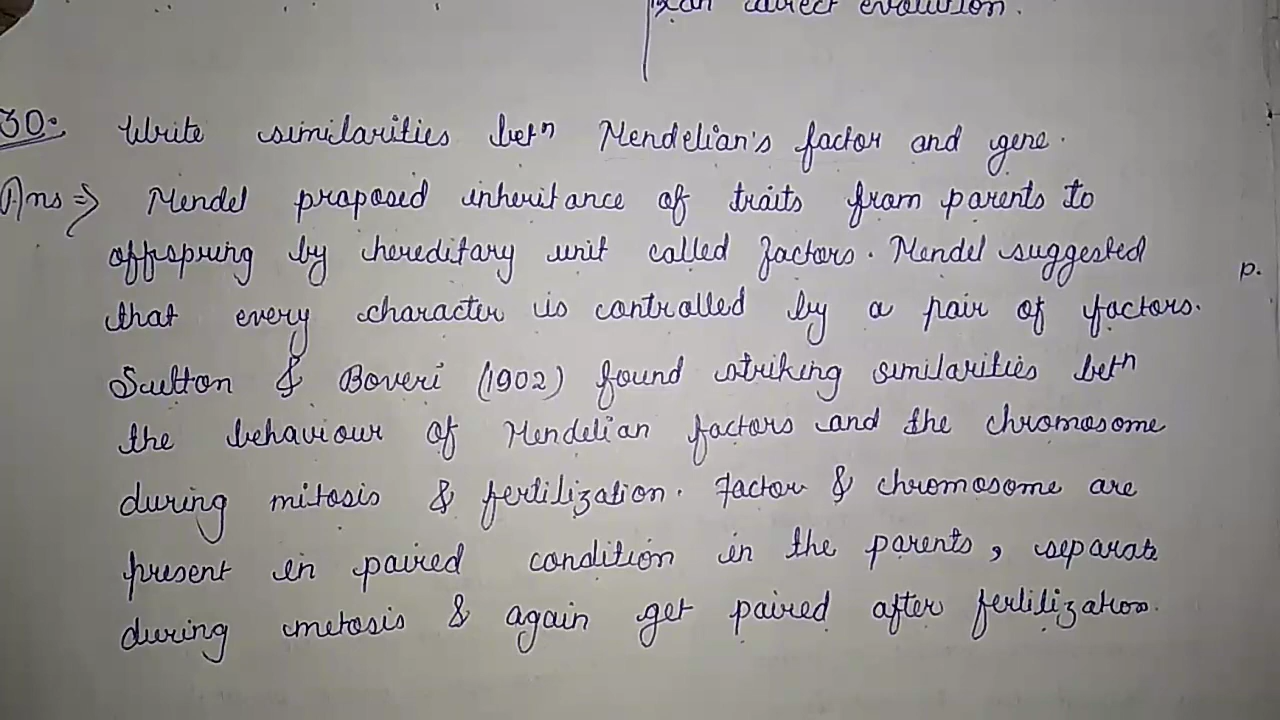 can direct evolution.
30. Write similarities betn Mendelian's factor and gene.
Ans ⇒ Mendel proposed inheritance of traits from parents to
offspring by hereditary unit called factors. Mendel suggested
that every character is controlled by a pair of factors.
p.
Sutton & Boveri (1902) found striking similarities betn
the behaviour of Mendelian factors and the chromosome
during mitosis & fertilization. Factor & chromosome are
present in paired condition in the parents, separate
during metosis & again get paired after fertilization.